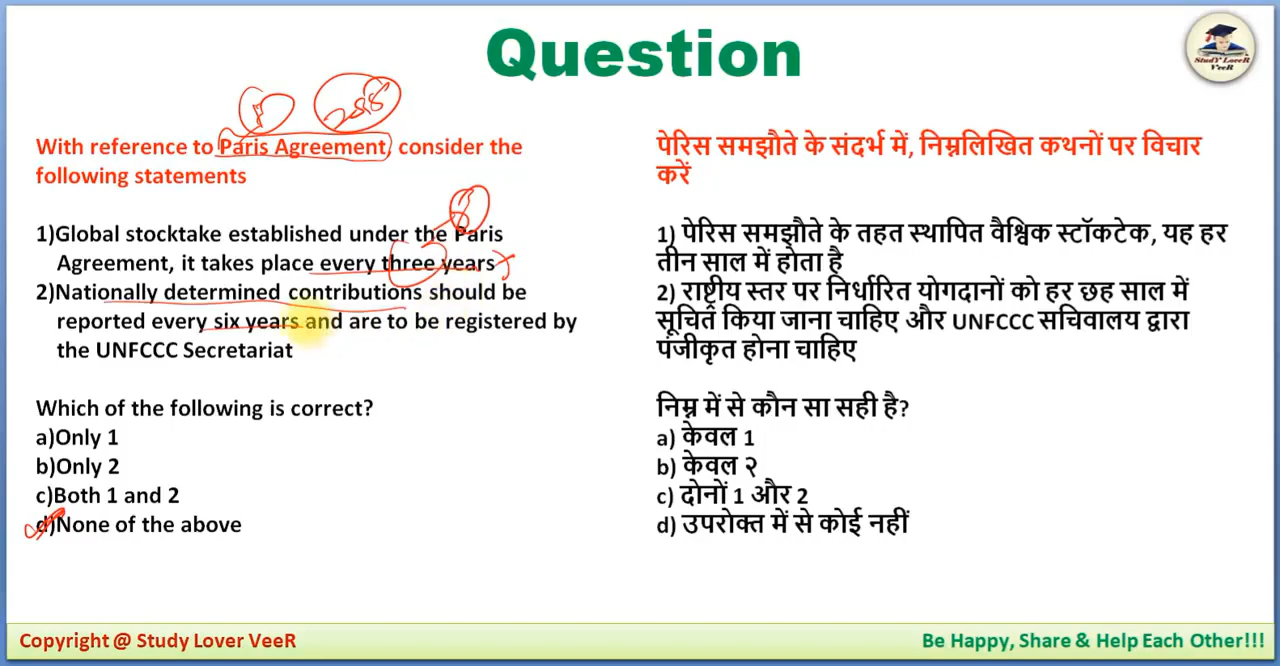 Question
StudY LoveR
VeeR
With reference to Paris Agreement, consider the
following statements
1)Global stocktake established under the Paris
Agreement, it takes place every three years
2)Nationally determined contributions should be
reported every six years and are to be registered by
the UNFCCC Secretariat
Which of the following is correct?
a)Only 1
b)Only 2
c)Both 1 and 2
d)None of the above
पेरिस समझौते के संदर्भ में, निम्नलिखित कथनों पर विचार
करें
1) पेरिस समझौते के तहत स्थापित वैश्विक स्टॉकटेक, यह हर
तीन साल में होता है
2) राष्ट्रीय स्तर पर निर्धारित योगदानों को हर छह साल में
सूचित किया जाना चाहिए और UNFCCC सचिवालय द्वारा
पंजीकृत होना चाहिए
निम्न में से कौन सा सही है?
a) केवल 1
b) केवल २
c) दोनों 1 और 2
d) उपरोक्त में से कोई नहीं
Copyright @ Study Lover VeeR
Be Happy, Share & Help Each Other!!!